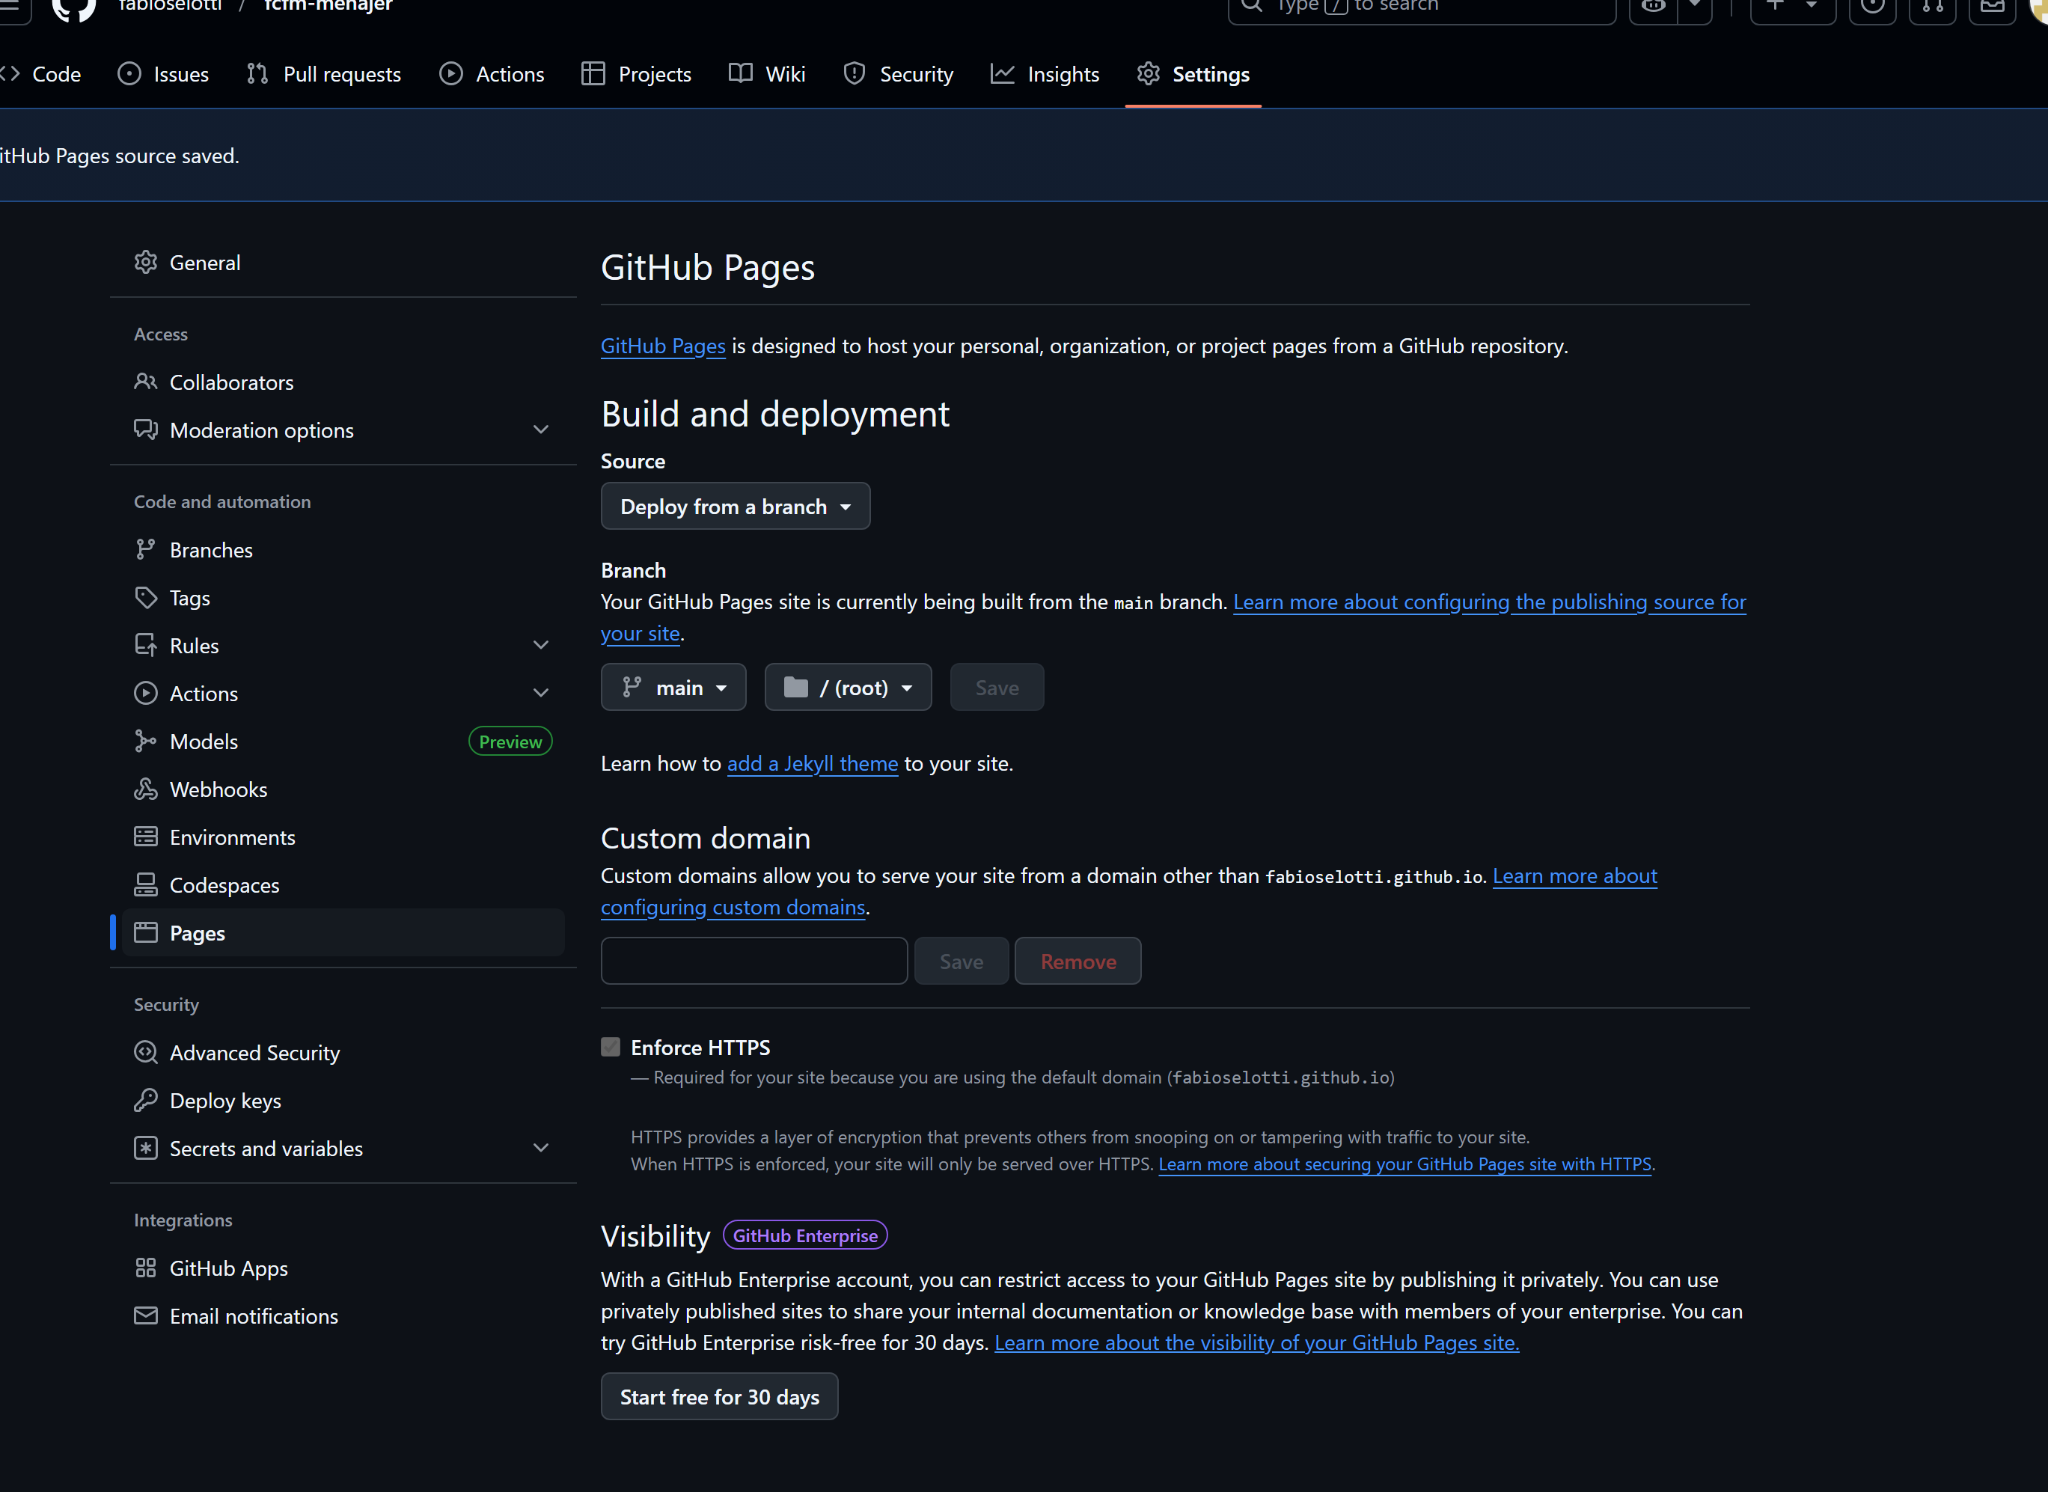 fabioselotti / fcfm-menajer
Type / to search
Code Issues Pull requests Actions Projects Wiki Security Insights Settings
itHub Pages source saved.
General
Access
Collaborators
Moderation options
Code and automation
Branches
Tags
Rules
Actions
Models Preview
Webhooks
Environments
Codespaces
Pages
Security
Advanced Security
Deploy keys
Secrets and variables
Integrations
GitHub Apps
Email notifications
GitHub Pages
GitHub Pages is designed to host your personal, organization, or project pages from a GitHub repository.
Build and deployment
Source
Deploy from a branch
Branch
Your GitHub Pages site is currently being built from the main branch. Learn more about configuring the publishing source for
your site.
main / (root) Save
Learn how to add a Jekyll theme to your site.
Custom domain
Custom domains allow you to serve your site from a domain other than fabioselotti.github.io. Learn more about
configuring custom domains.
Save Remove
Enforce HTTPS
— Required for your site because you are using the default domain (fabioselotti.github.io)
HTTPS provides a layer of encryption that prevents others from snooping on or tampering with traffic to your site.
When HTTPS is enforced, your site will only be served over HTTPS. Learn more about securing your GitHub Pages site with HTTPS.
Visibility GitHub Enterprise
With a GitHub Enterprise account, you can restrict access to your GitHub Pages site by publishing it privately. You can use
privately published sites to share your internal documentation or knowledge base with members of your enterprise. You can
try GitHub Enterprise risk-free for 30 days. Learn more about the visibility of your GitHub Pages site.
Start free for 30 days